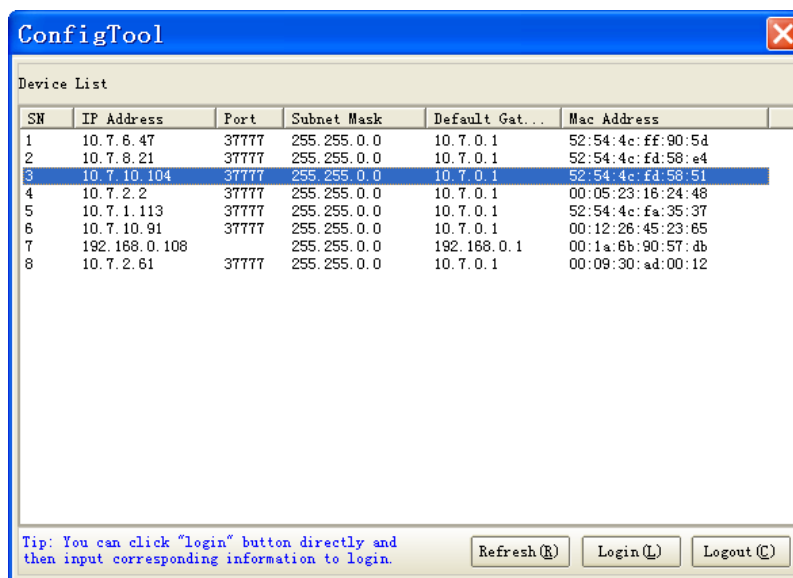 ConfigTool
Device List
SN IP Address Port Subnet Mask Default Gat... Mac Address
1 10.7.6.47 37777 255.255.0.0 10.7.0.1 52:54:4c:ff:90:5d
2 10.7.8.21 37777 255.255.0.0 10.7.0.1 52:54:4c:fd:58:e4
3 10.7.10.104 37777 255.255.0.0 10.7.0.1 52:54:4c:fd:58:51
4 10.7.2.2 37777 255.255.0.0 10.7.0.1 00:05:23:16:24:48
5 10.7.1.113 37777 255.255.0.0 10.7.0.1 52:54:4c:fa:35:37
6 10.7.10.91 37777 255.255.0.0 10.7.0.1 00:12:26:45:23:65
7 192.168.0.108 255.255.0.0 192.168.0.1 00:1a:6b:90:57:db
8 10.7.2.61 37777 255.255.0.0 10.7.0.1 00:09:30:ad:00:12
Tip: You can click "login" button directly and
then input corresponding information to login.
Refresh(R) Login(L) Logout(C)